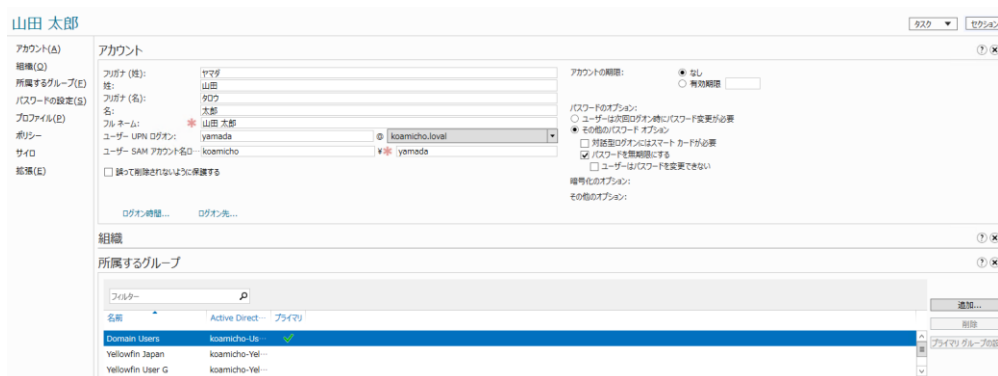 山田 太郎
タスク ▼
セクション
アカウント(A)
組織(O)
所属するグループ(F)
パスワードの設定(S)
プロファイル(P)
ポリシー
サイロ
拡張(E)
アカウント
フリガナ (姓): ヤマダ
姓: 山田
フリガナ (名): タロウ
名: 太郎
フル ネーム: * 山田 太郎
ユーザー UPN ログオン: yamada @ koamicho.loval
ユーザー SAM アカウント名ロ… koamicho ¥* yamada
誤って削除されないように保護する
ログオン時間... ログオン先...
アカウントの期限: なし
有効期限
パスワードのオプション:
ユーザーは次回ログオン時にパスワード変更が必要
その他のパスワード オプション
対話型ログオンにはスマート カードが必要
パスワードを無期限にする
ユーザーはパスワードを変更できない
暗号化のオプション:
その他のオプション:
組織
所属するグループ
フィルター
名前 Active Direct… プライマリ
Domain Users koamicho-Us…
Yellowfin Japan koamicho-Yel…
Yellowfin User G koamicho-Yel…
追加...
削除
プライマリ グループの設